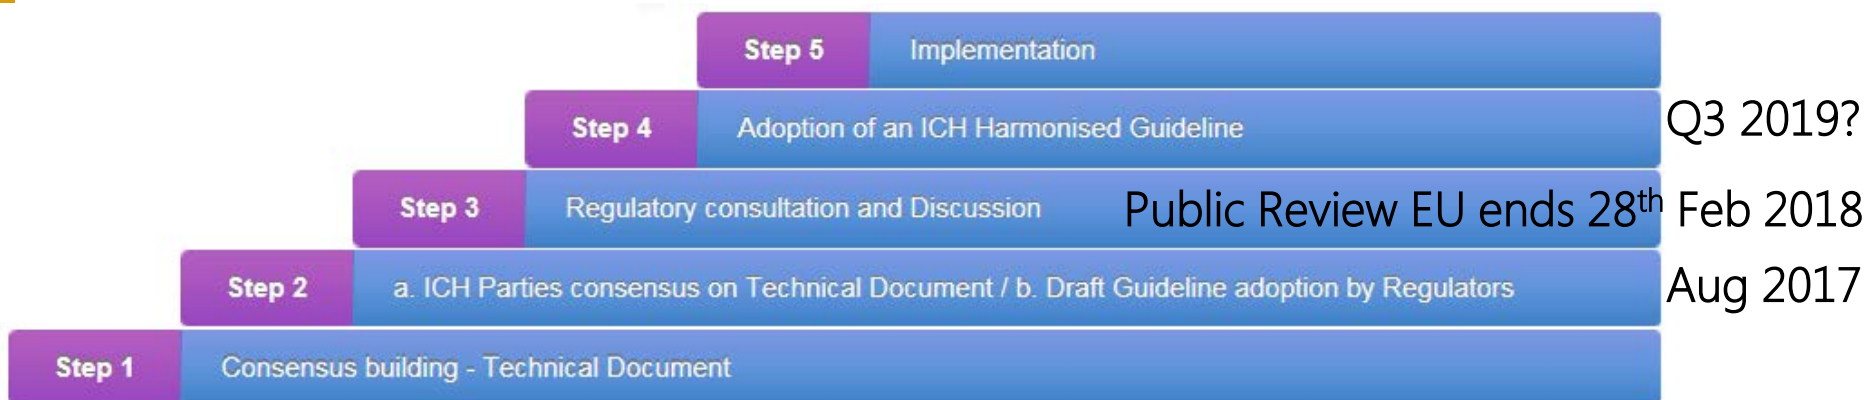 Step 5 Implementation
Step 4 Adoption of an ICH Harmonised Guideline Q3 2019?
Step 3 Regulatory consultation and Discussion Public Review EU ends 28th Feb 2018
Step 2 a. ICH Parties consensus on Technical Document / b. Draft Guideline adoption by Regulators Aug 2017
Step 1 Consensus building - Technical Document